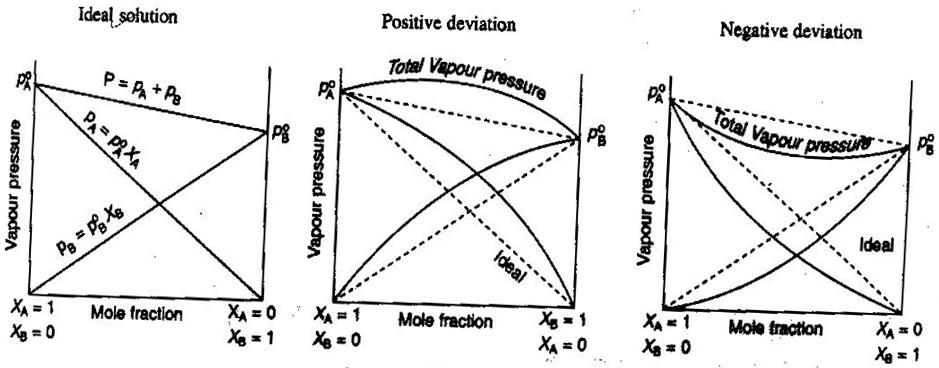 Ideal solution
p°A
P = pA + pB
pA = p°A XA
pB = p°B XB
p°B
Vapour pressure
XA = 1
XB = 0
Mole fraction
XA = 0
XB = 1
Positive deviation
Total Vapour pressure
p°A
p°B
Vapour pressure
Ideal
XA = 1
XB = 0
Mole fraction
XB = 1
XA = 0
Negative deviation
p°A
Total Vapour pressure
p°B
Vapour pressure
Ideal
XA = 1
XB = 0
Mole fraction
XA = 0
XB = 1